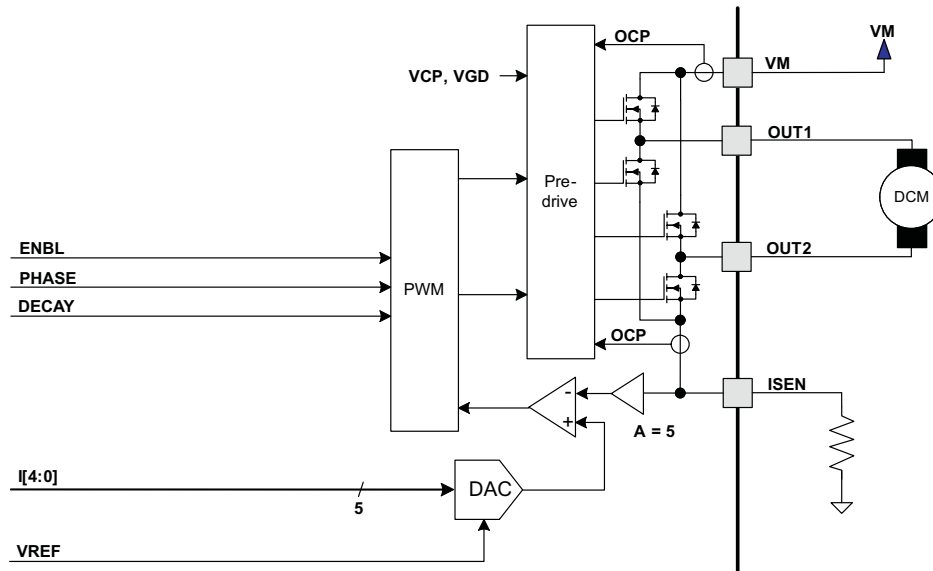 OCP
VM
VM
VCP, VGD
OUT1
Pre-
drive
DCM
ENBL
OUT2
PHASE
PWM
DECAY
OCP
ISEN
-
+
A = 5
I[4:0]
5
DAC
VREF